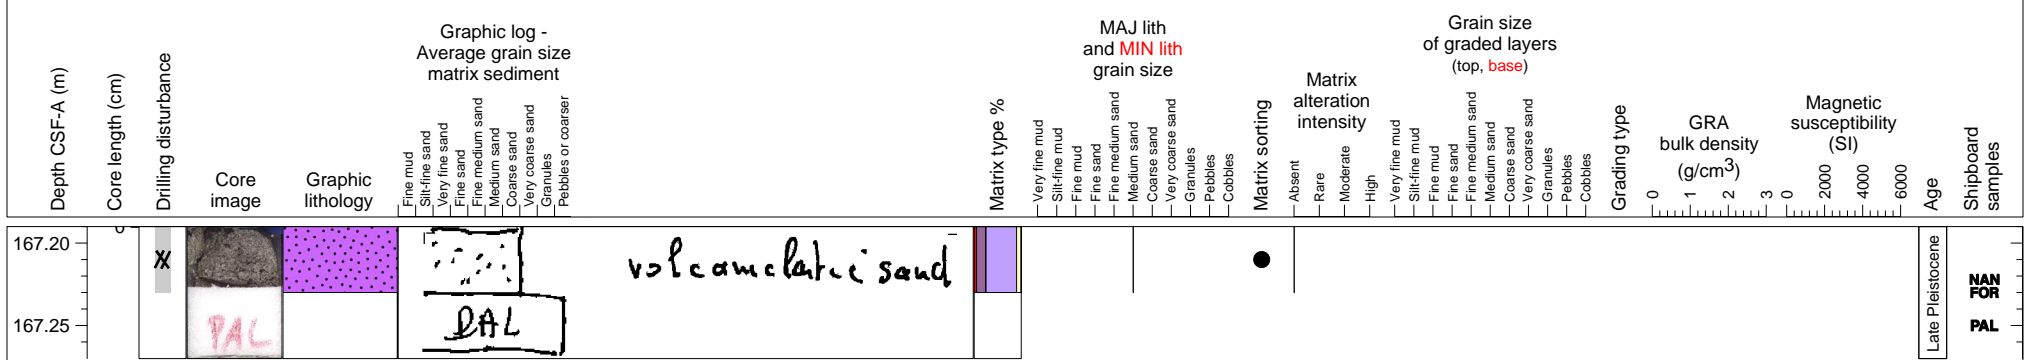 Depth CSF-A (m)
Core length (cm)
Drilling disturbance
Core
image
Graphic
lithology
Graphic log -
Average grain size
matrix sediment
Fine mud
Silt-fine sand
Very fine sand
Fine sand
Fine medium sand
Medium sand
Coarse sand
Very coarse sand
Granules
Pebbles or coarser
Matrix type %
MAJ lith
and MIN lith
grain size
Very fine mud
Silt-fine mud
Fine mud
Fine sand
Fine medium sand
Medium sand
Coarse sand
Very coarse sand
Granules
Pebbles
Cobbles
Matrix sorting
Matrix
alteration
intensity
Absent
Rare
Moderate
High
Grain size
of graded layers
(top, base)
Very fine mud
Silt-fine mud
Fine mud
Fine sand
Fine medium sand
Medium sand
Coarse sand
Very coarse sand
Granules
Pebbles
Cobbles
Grading type
GRA
bulk density
(g/cm3)
0 1 2 3
Magnetic
susceptibility
(SI)
0 2000 4000 6000
Age
Shipboard
samples
0
167.20
167.25
X
PAL
volcanoclastic sand
PAL
Late Pleistocene
NAN
FOR
PAL